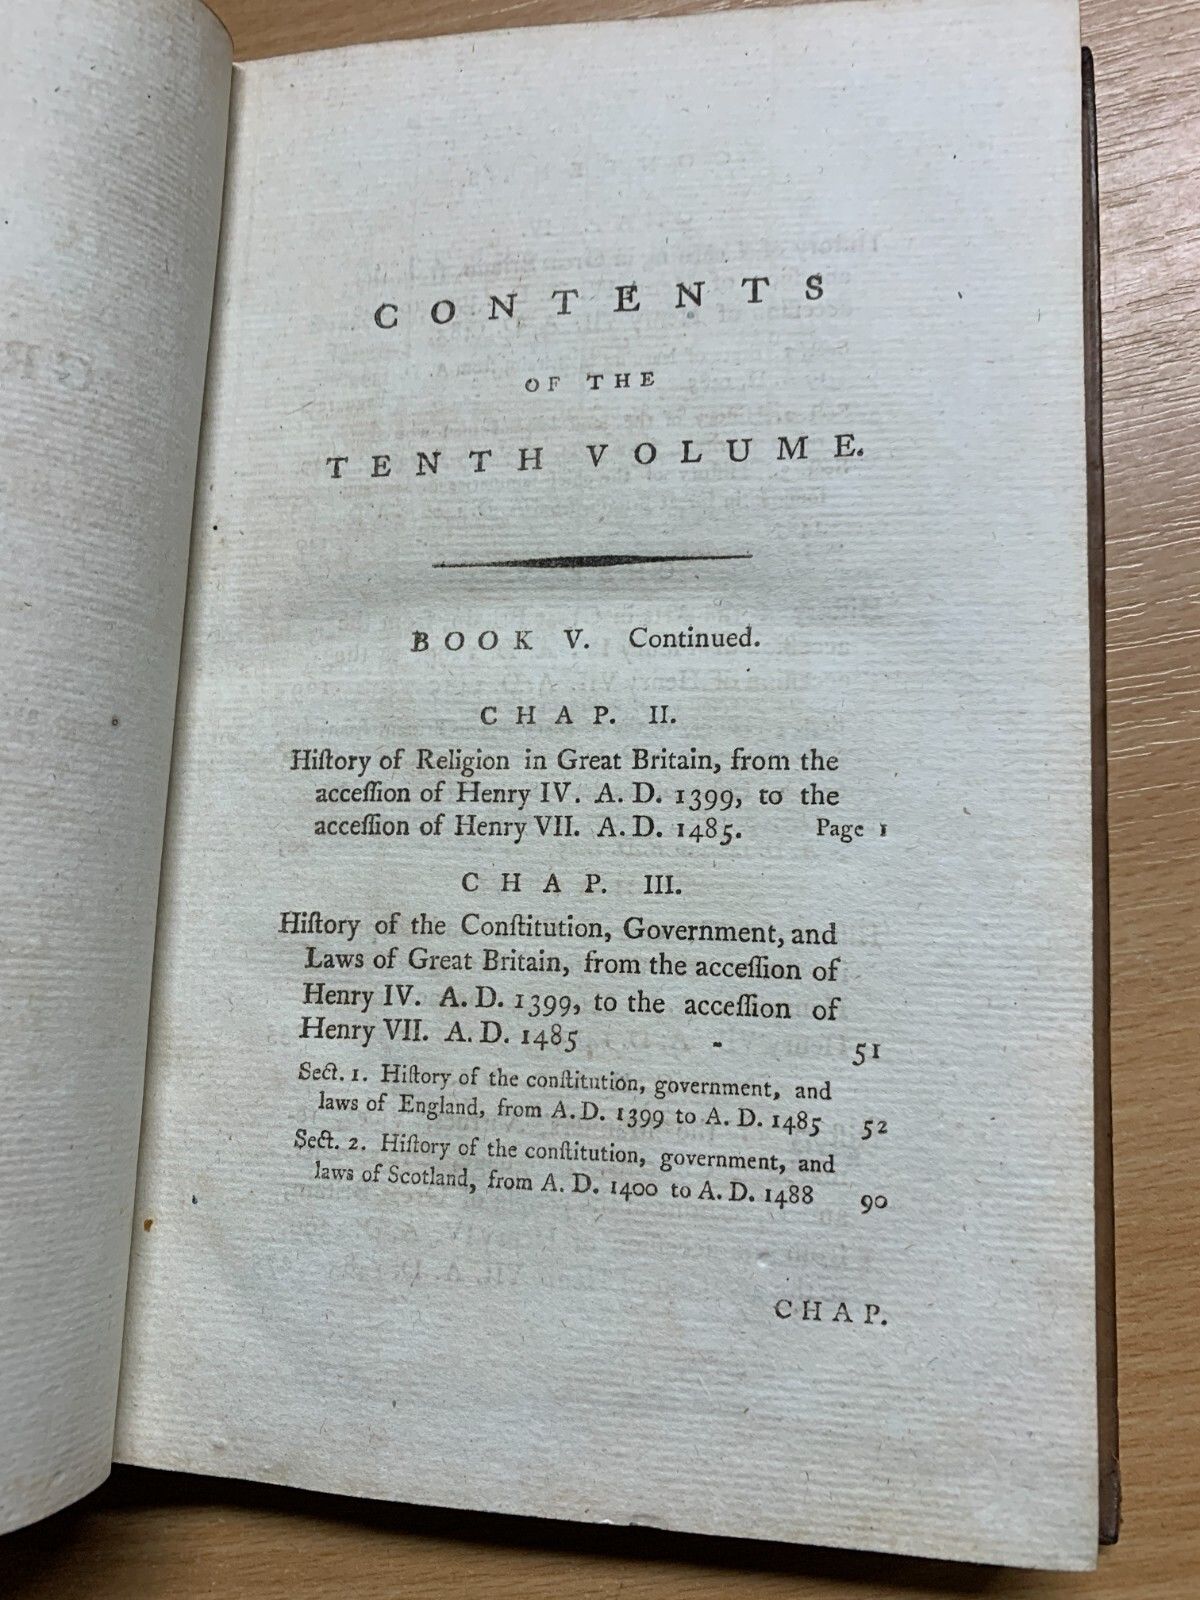 CONTENTS
OF THE
TENTH VOLUME.
BOOK V. Continued.
CHAP. II.
Hiſtory of Religion in Great Britain, from the
acceſſion of Henry IV. A. D. 1399, to the
acceſſion of Henry VII. A. D. 1485. Page 1
CHAP. III.
Hiſtory of the Conſtitution, Government, and
Laws of Great Britain, from the acceſſion of
Henry IV. A. D. 1399, to the acceſſion of
Henry VII. A. D. 1485 - 51
Sect. 1. Hiſtory of the conſtitution, government, and
laws of England, from A. D. 1399 to A. D. 1485 52
Sect. 2. Hiſtory of the conſtitution, government, and
laws of Scotland, from A. D. 1400 to A. D. 1488 90
CHAP.